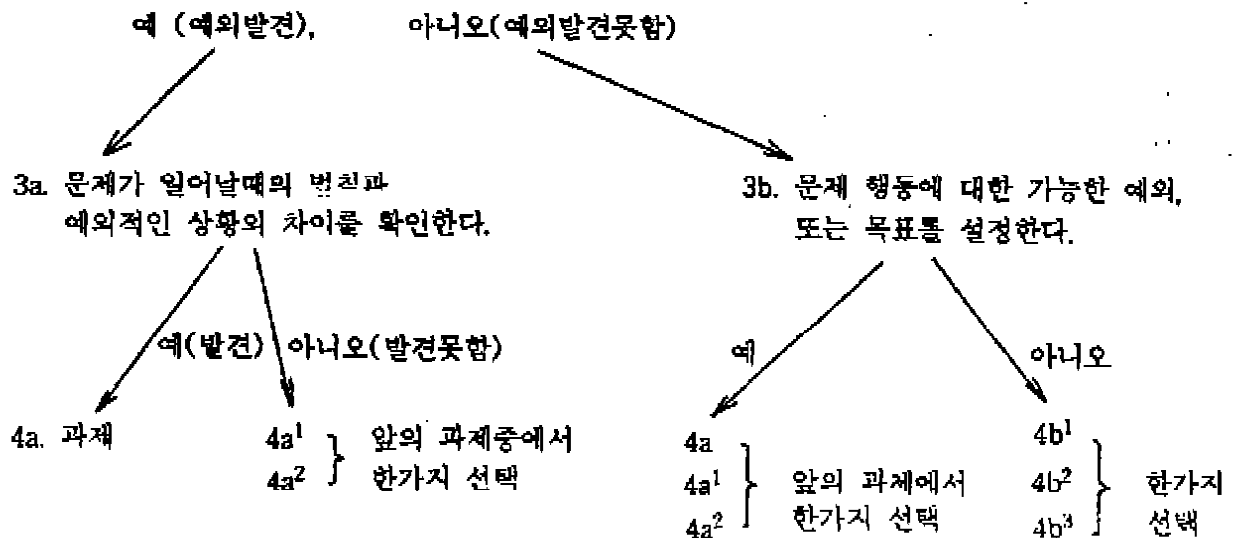 예 (예외발견), 아니오(예외발견못함)
3a. 문제가 일어날때의 법칙과
예외적인 상황의 차이를 확인한다.
3b. 문제 행동에 대한 가능한 예외,
또는 목표를 설정한다.
예(발견) 아니오(발견못함)
예 아니오
4a. 과제
4a¹
4a²
앞의 과제중에서
한가지 선택
4a
4a¹
4a²
앞의 과제에서
한가지 선택
4b¹
4b²
4b³
한가지
선택